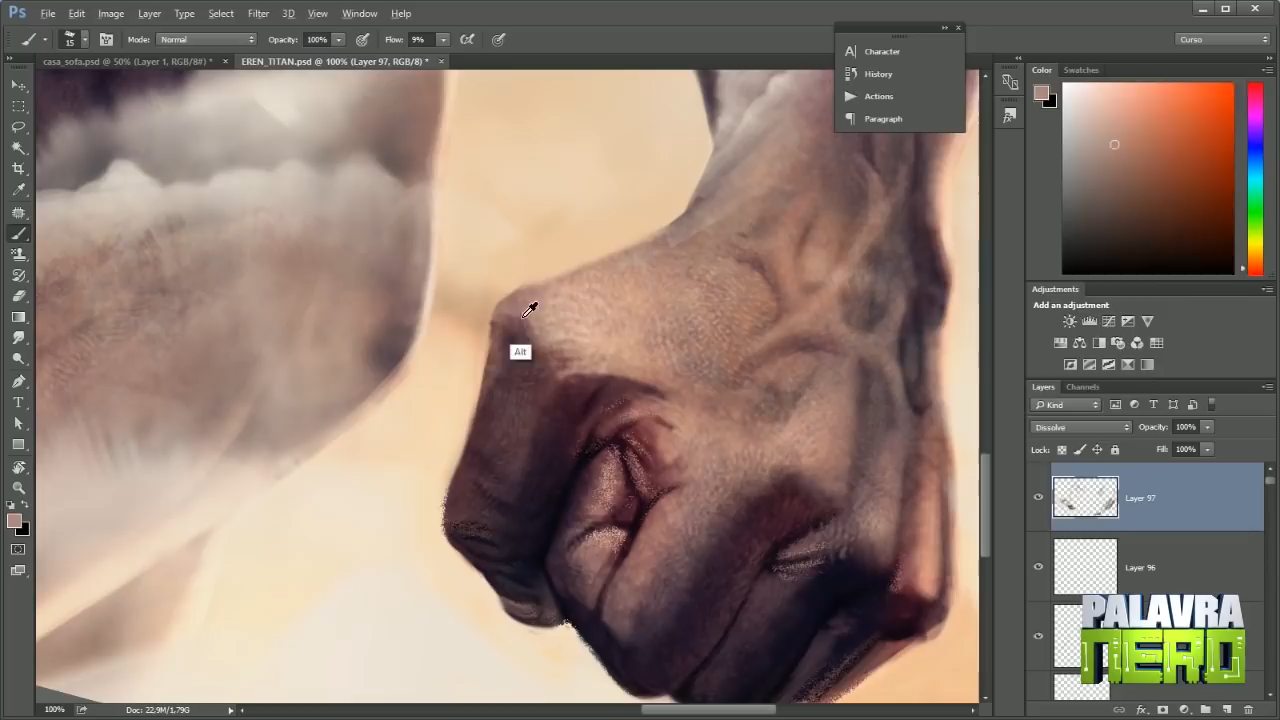 Ps File Edit Image Layer Type Select Filter 3D View Window Help
15 Mode: Normal Opacity: 100% Flow: 9% Curso
casa_sofa.psd @ 50% (Layer 1, RGB/8#) * × EREN_TITAN.psd @ 100% (Layer 97, RGB/8) * ×
Character
History
Actions
Paragraph
Color Swatches
Alt
Adjustments
Add an adjustment
Layers Channels
Kind
Dissolve Opacity: 100%
Lock: Fill: 100%
Layer 97
Layer 96
PALAVRA
NERD
100% Doc: 22,9M/1,79G